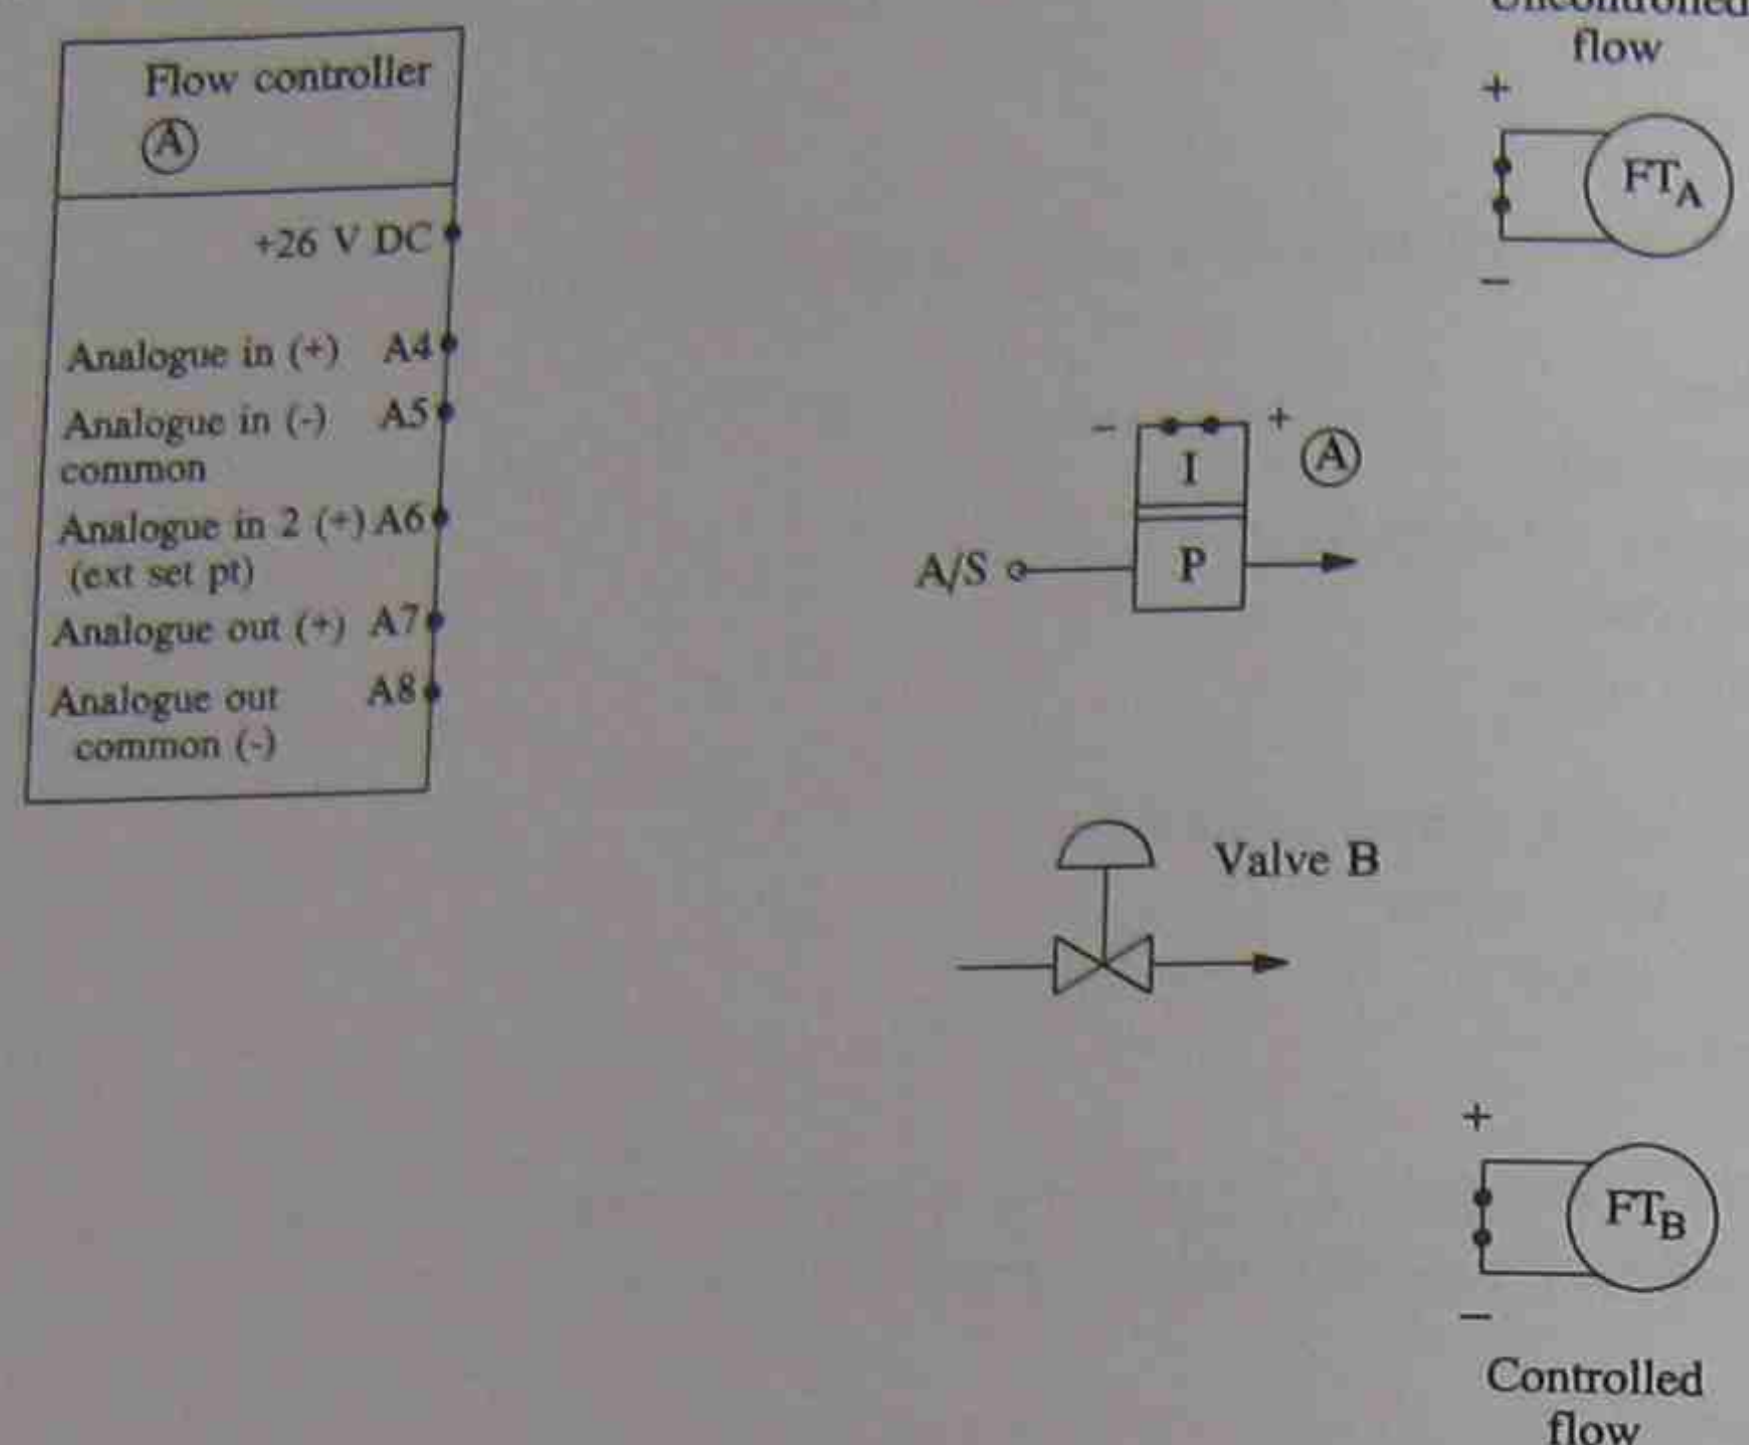 Uncontrolled
flow
+
FTA
–
Flow controller
A
+26 V DC
Analogue in (+) A4
Analogue in (-) A5
common
Analogue in 2 (+) A6
(ext set pt)
Analogue out (+) A7
Analogue out A8
common (-)
– +
I
A
A/S
P
Valve B
+
FTB
–
Controlled
flow